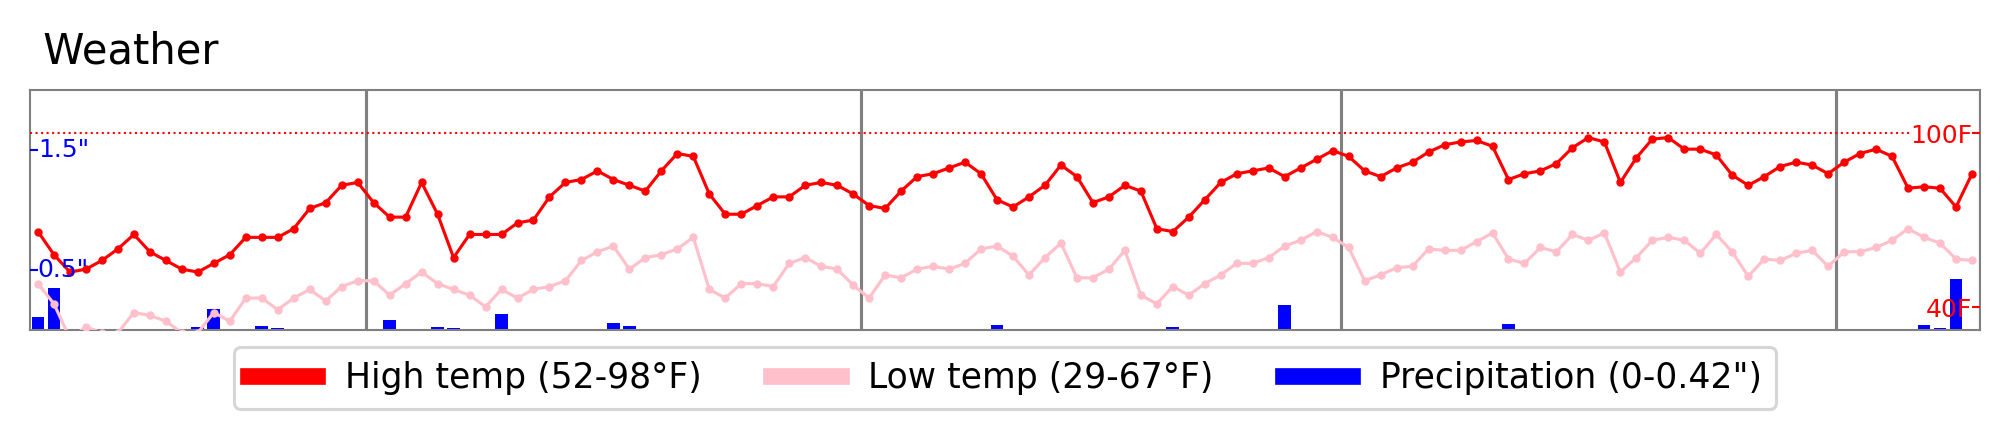 Weather
1.5"
100F
0.5"
40F
High temp (52-98°F) Low temp (29-67°F) Precipitation (0-0.42")